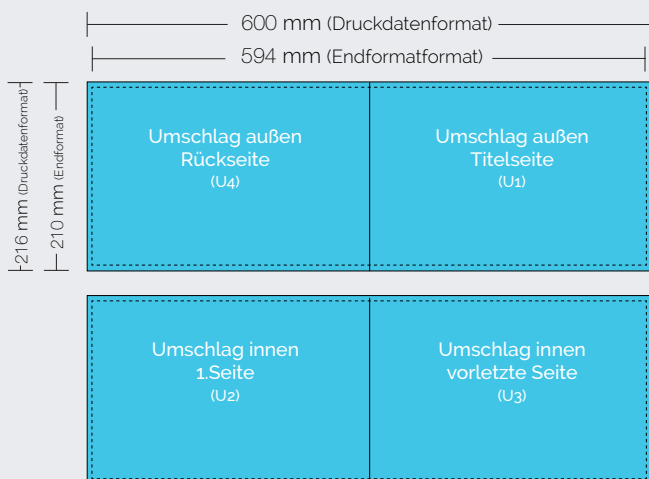 600 mm (Druckdatenformat)
594 mm (Endformatformat)
216 mm (Druckdatenformat)
210 mm (Endformat)
Umschlag außen
Rückseite
(U4)
Umschlag außen
Titelseite
(U1)
Umschlag innen
1.Seite
(U2)
Umschlag innen
vorletzte Seite
(U3)